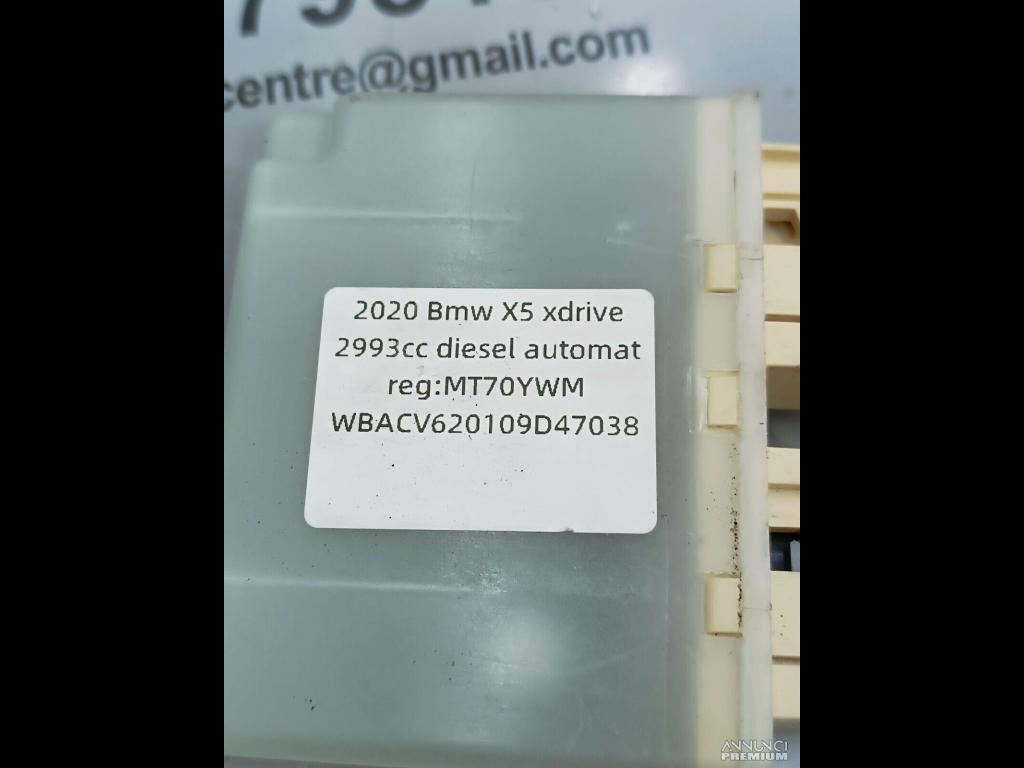 centre@gmail.com
2020 Bmw X5 xdrive
2993cc diesel automat
reg:MT70YWM
WBACV620109D47038
ANNUNCI
PREMIUM